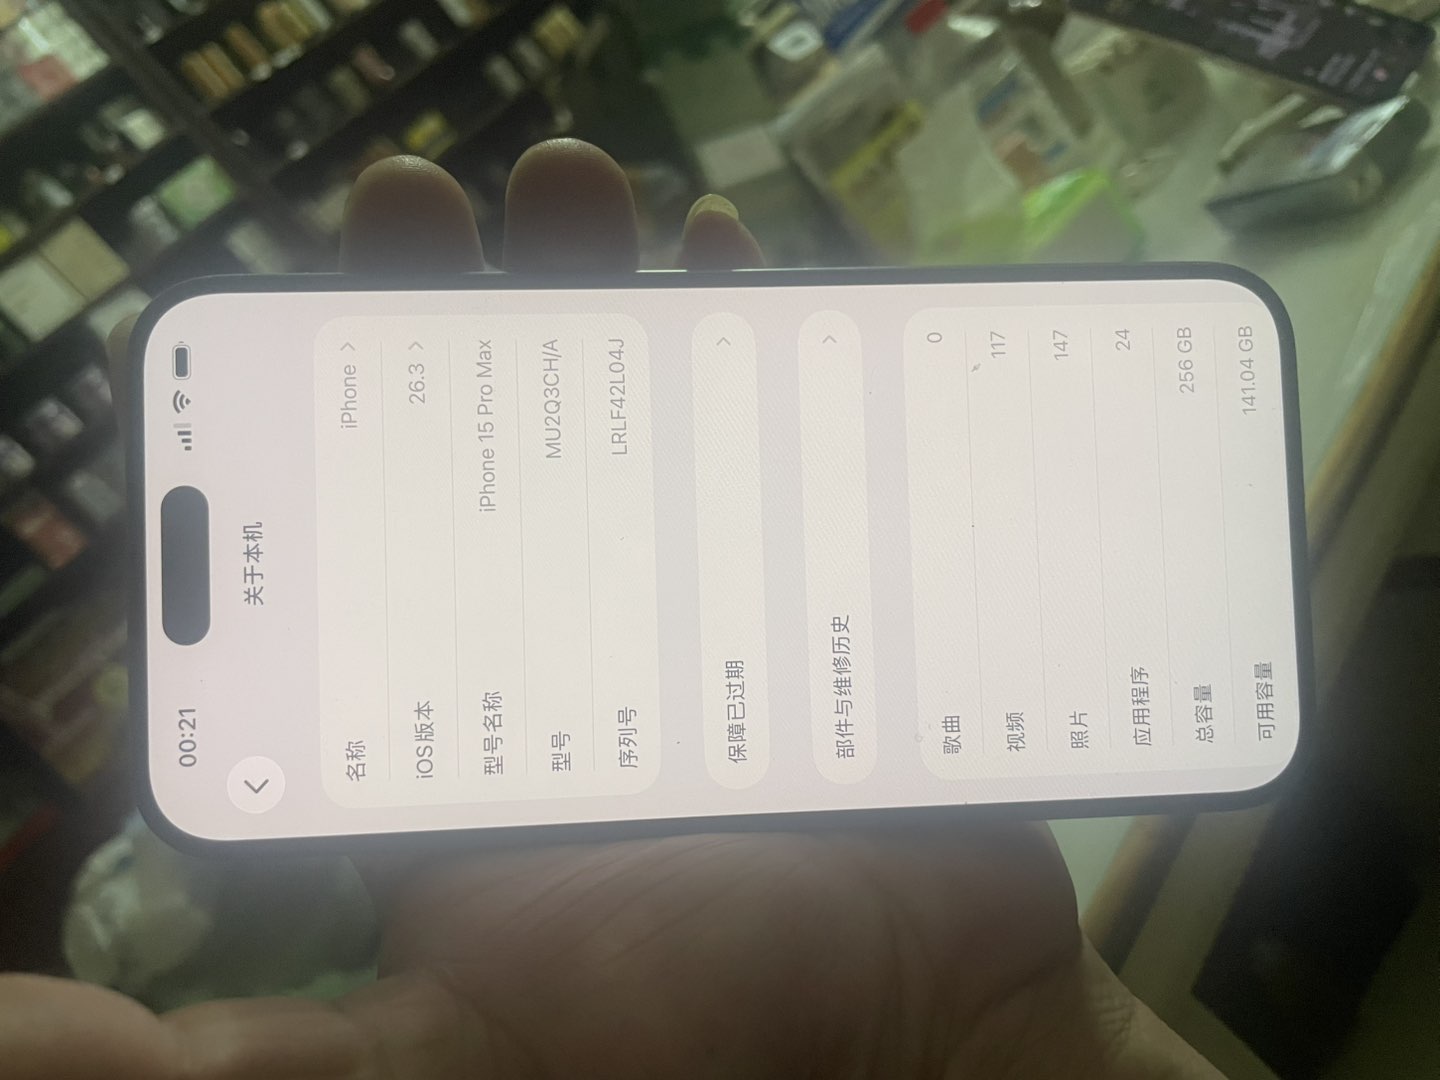 00:21
关于本机
名称 iPhone
iOS版本 26.3
型号名称 iPhone 15 Pro Max
型号 MU2Q3CH/A
序列号 LRLF42L04J
保障已过期
部件与维修历史
歌曲 0
视频 117
照片 147
应用程序 24
总容量 256 GB
可用容量 141.04 GB